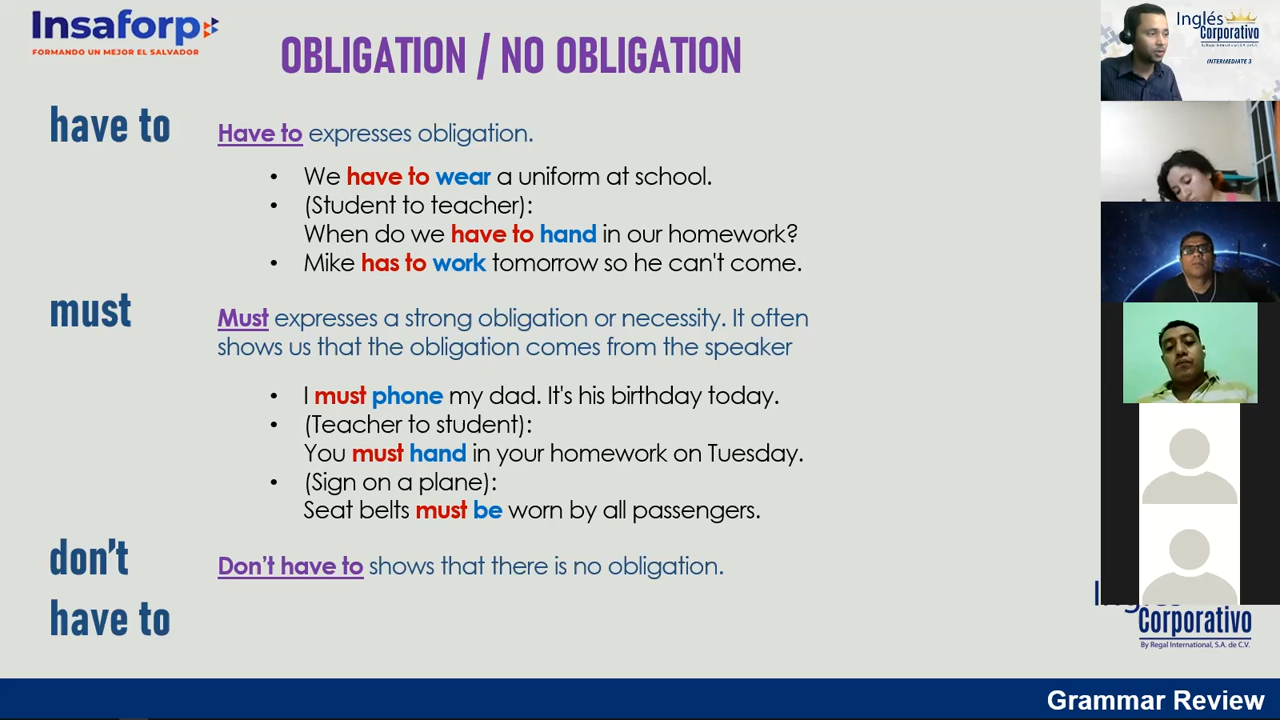 Insaforp
FORMANDO UN MEJOR EL SALVADOR
OBLIGATION / NO OBLIGATION
Inglés
Corporativo
By Regal International, S.A. de C.V.
INTERMEDIATE 3
have to
Have to expresses obligation.
• We have to wear a uniform at school.
• (Student to teacher):
When do we have to hand in our homework?
• Mike has to work tomorrow so he can't come.
must
Must expresses a strong obligation or necessity. It often
shows us that the obligation comes from the speaker
• I must phone my dad. It's his birthday today.
• (Teacher to student):
You must hand in your homework on Tuesday.
• (Sign on a plane):
Seat belts must be worn by all passengers.
don't
have to
Don't have to shows that there is no obligation.
Inglés
Corporativo
By Regal International, S.A. de C.V.
Grammar Review